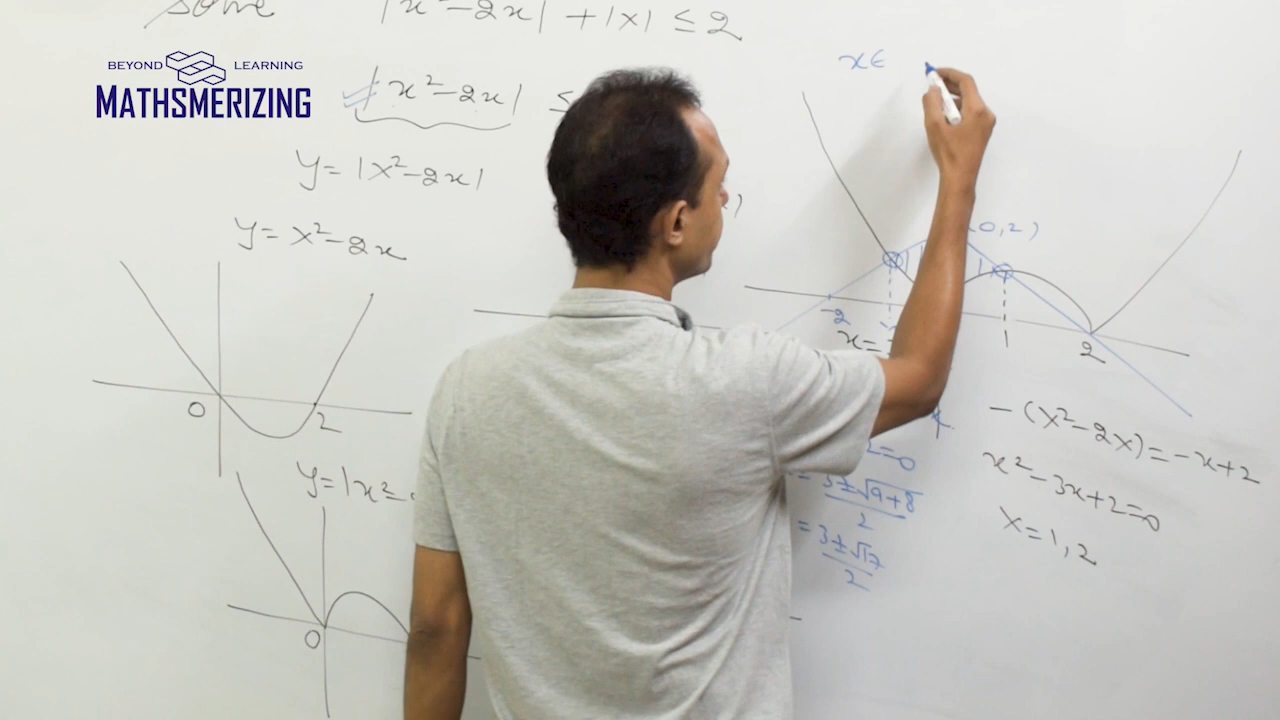 Solve |x²-2x| + |x| ≤ 2
BEYOND LEARNING
MATHSMERIZING
|x²-2x| ≤
y = |x²-2x|
y = x²-2x
0
2
y = |x²
0
x ∈
0, 2)
-2
x =
1
2
2=0
= 3±√9+8 / 2
= 3±√17 / 2
-(x²-2x) = -x+2
x²-3x+2=0
x = 1, 2